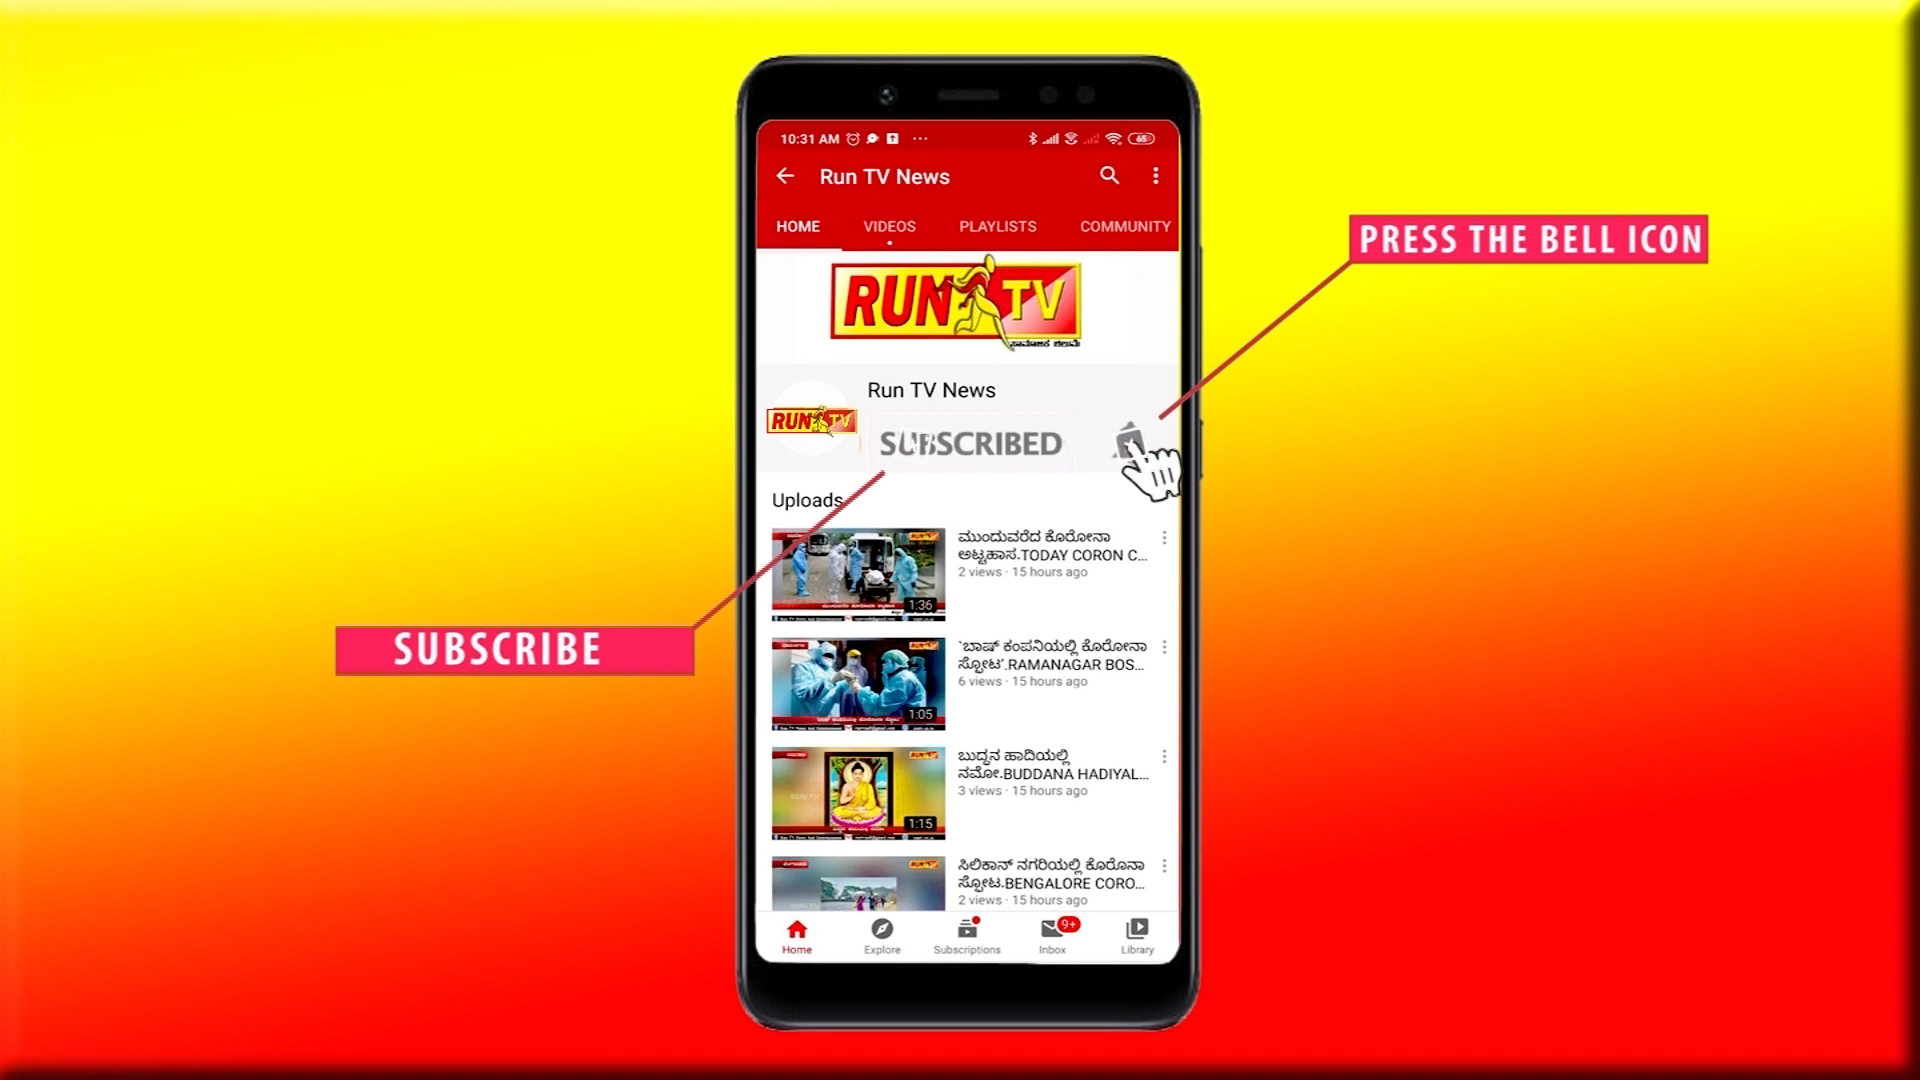 10:31 AM
65
Run TV News
HOME VIDEOS PLAYLISTS COMMUNITY
PRESS THE BELL ICON
RUN TV
ಸಾಮಾಜಿಕ ಚಿಲುಮೆ
Run TV News
RUN TV
SUBSCRIBED
Uploads
ಮುಂದುವರೆದ ಕೊರೋನಾ
ಅಟ್ಟಹಾಸ.TODAY CORON C...
2 views · 15 hours ago
1:36
SUBSCRIBE
`ಬಾಷ್ ಕಂಪನಿಯಲ್ಲಿ ಕೊರೋನಾ
ಸ್ಫೋಟ'.RAMANAGAR BOS...
6 views · 15 hours ago
1:05
ಬುದ್ಧನ ಹಾದಿಯಲ್ಲಿ
ನಮೋ.BUDDANA HADIYAL...
3 views · 15 hours ago
1:15
ಸಿಲಿಕಾನ್ ನಗರಿಯಲ್ಲಿ ಕೊರೊನಾ
ಸ್ಫೋಟ.BENGALORE CORO...
2 views · 15 hours ago
9+
Home Explore Subscriptions Inbox Library